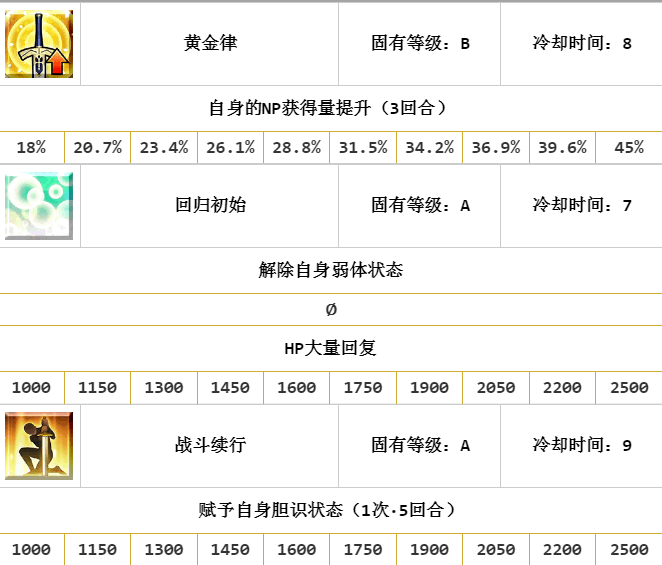 黄金律 固有等级：B 冷却时间：8
自身的NP获得量提升（3回合）
18% 20.7% 23.4% 26.1% 28.8% 31.5% 34.2% 36.9% 39.6% 45%
回归初始 固有等级：A 冷却时间：7
解除自身弱体状态
Ø
HP大量回复
1000 1150 1300 1450 1600 1750 1900 2050 2200 2500
战斗续行 固有等级：A 冷却时间：9
赋予自身胆识状态（1次·5回合）
1000 1150 1300 1450 1600 1750 1900 2050 2200 2500